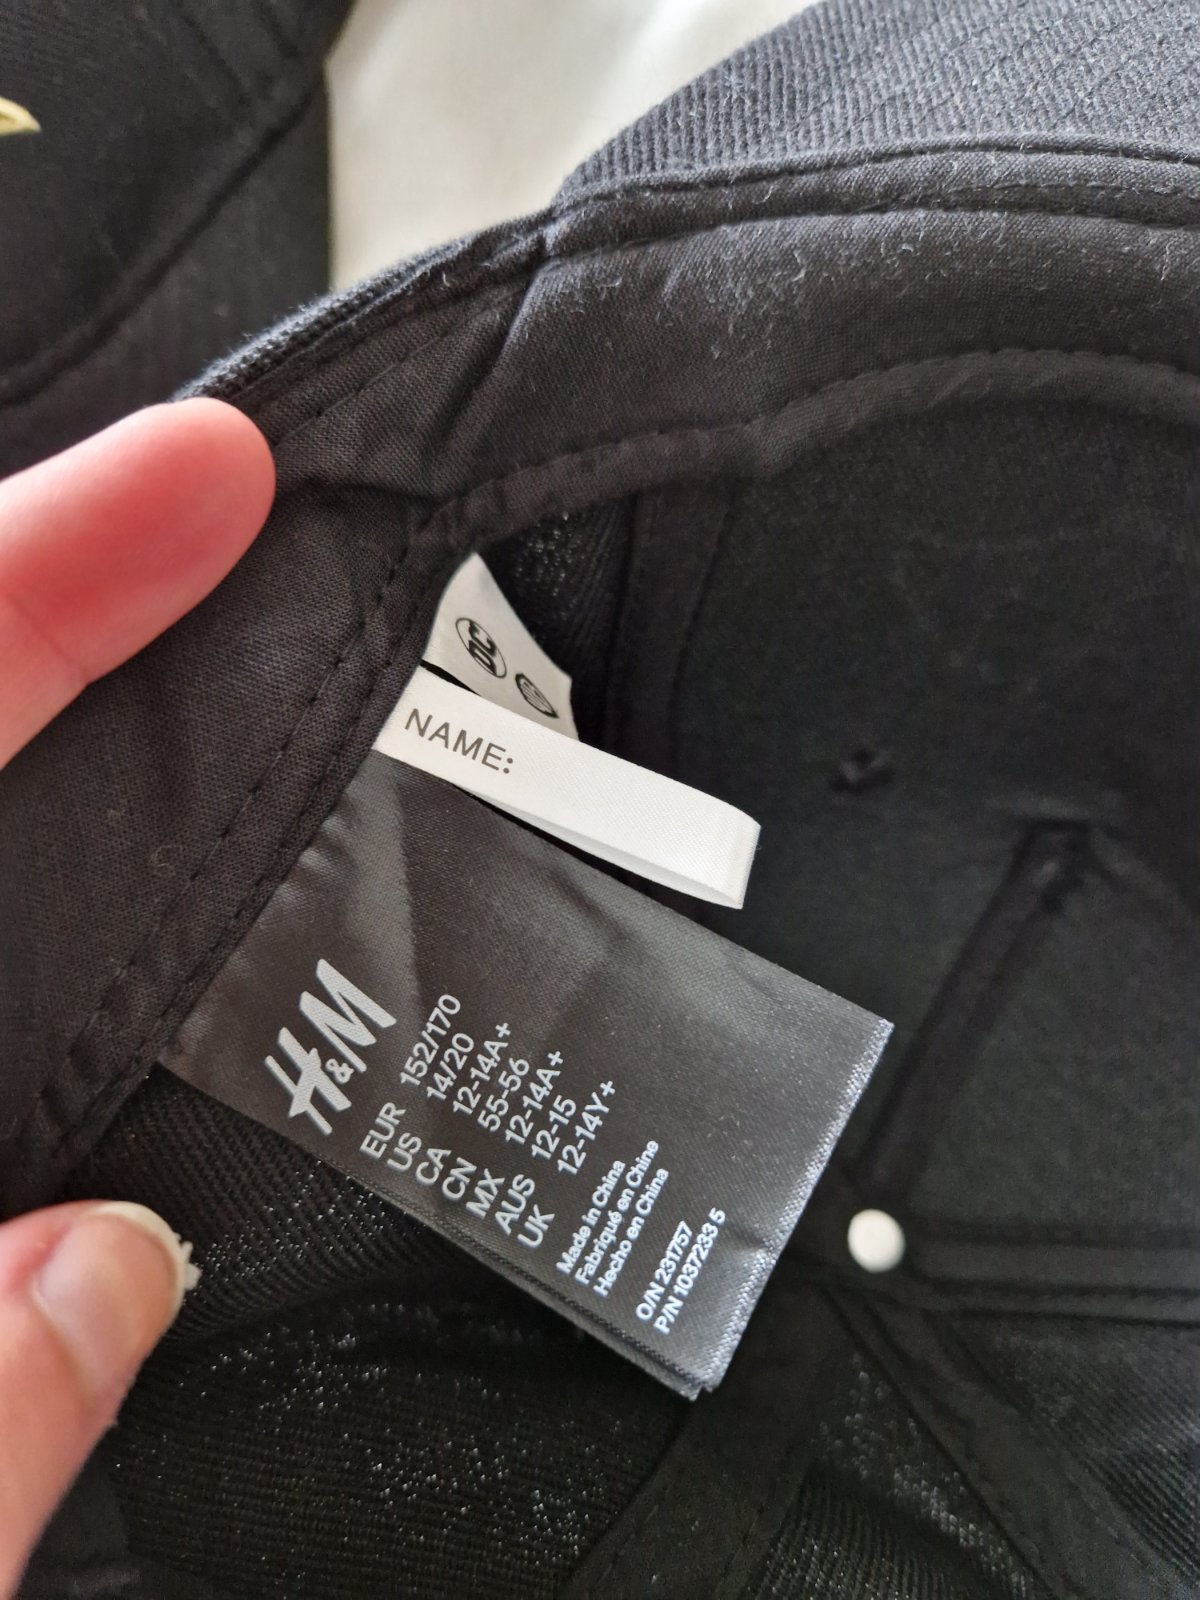 DC
NAME:
H&M
EUR 152/170
US 14/20
CA 12-14A+
CN 55-56
MX 12-14A+
AUS 12-15
UK 12-14Y+
Made in China
Fabriqué en Chine
Hecho en China
O/N 231757
P/N 1037233 5